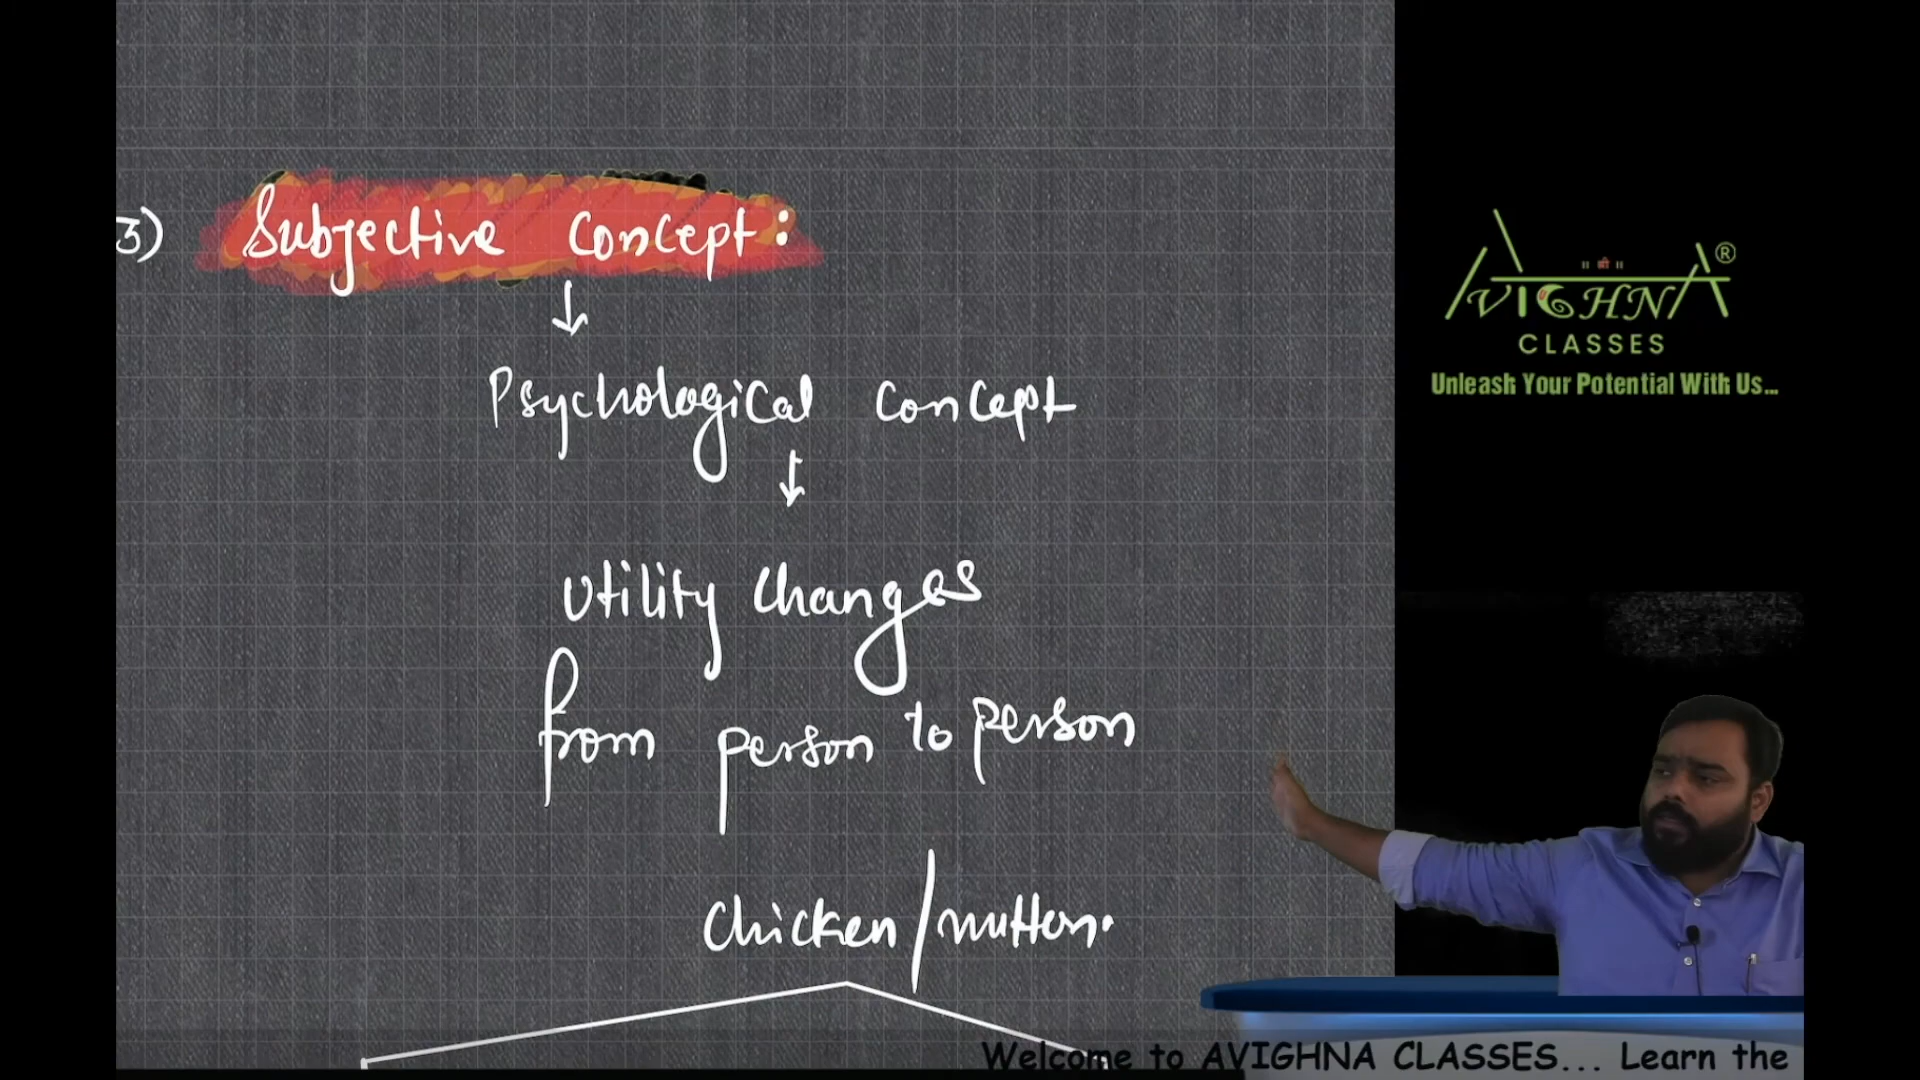 3) Subjective Concept:
↓
Psychological Concept
↓
Utility changes
from person to person
Chicken/mutton.
|| श्री ||
AVIGHNA®
CLASSES
Unleash Your Potential With Us...
Welcome to AVIGHNA CLASSES... Learn the